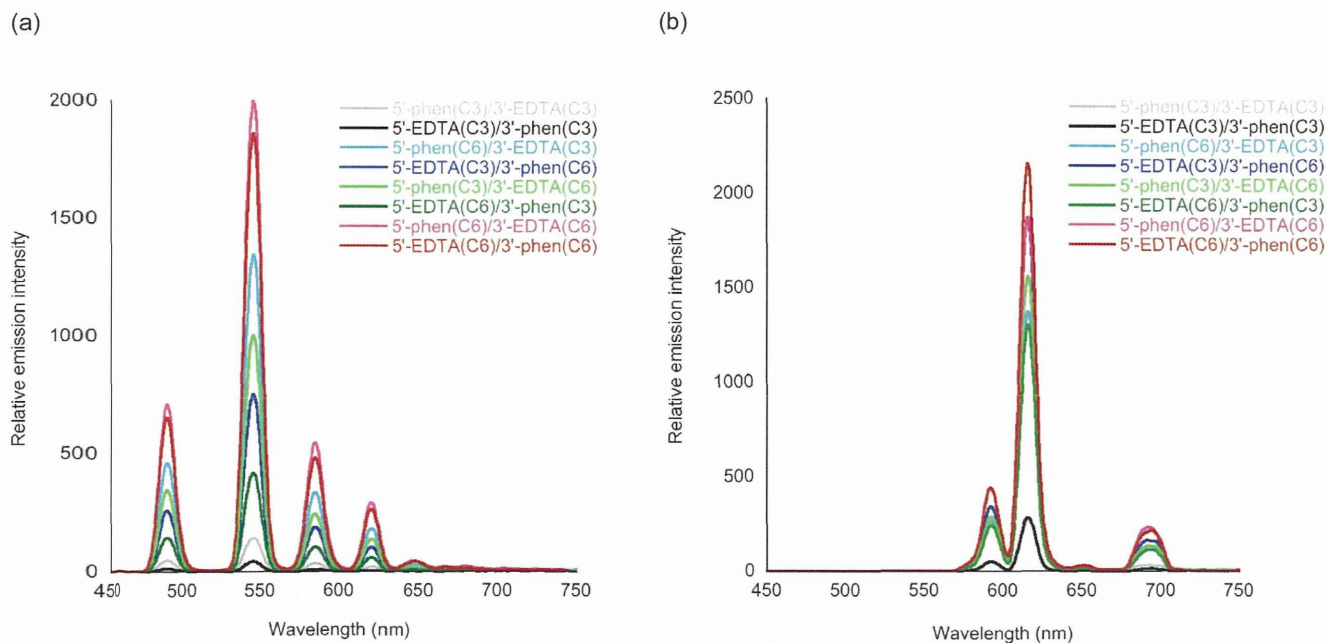 (a)
2000
1500
1000
500
0
450
500
550
600
650
700
750
Relative emission intensity
Wavelength (nm)
5'-phen(C3)/3'-EDTA(C3)
5'-EDTA(C3)/3'-phen(C3)
5'-phen(C6)/3'-EDTA(C3)
5'-EDTA(C3)/3'-phen(C6)
5'-phen(C3)/3'-EDTA(C6)
5'-EDTA(C6)/3'-phen(C3)
5'-phen(C6)/3'-EDTA(C6)
5'-EDTA(C6)/3'-phen(C6)
(b)
2500
2000
1500
1000
500
0
450
500
550
600
650
700
750
Relative emission intensity
Wavelength (nm)
5'-phen(C3)/3'-EDTA(C3)
5'-EDTA(C3)/3'-phen(C3)
5'-phen(C6)/3'-EDTA(C3)
5'-EDTA(C3)/3'-phen(C6)
5'-phen(C3)/3'-EDTA(C6)
5'-EDTA(C6)/3'-phen(C3)
5'-phen(C6)/3'-EDTA(C6)
5'-EDTA(C6)/3'-phen(C6)